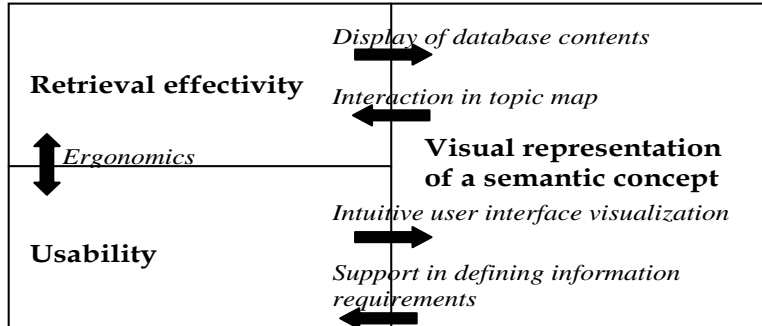 Display of database contents
Retrieval effectivity
Interaction in topic map
Ergonomics
Visual representation
of a semantic concept
Intuitive user interface visualization
Usability
Support in defining information
requirements